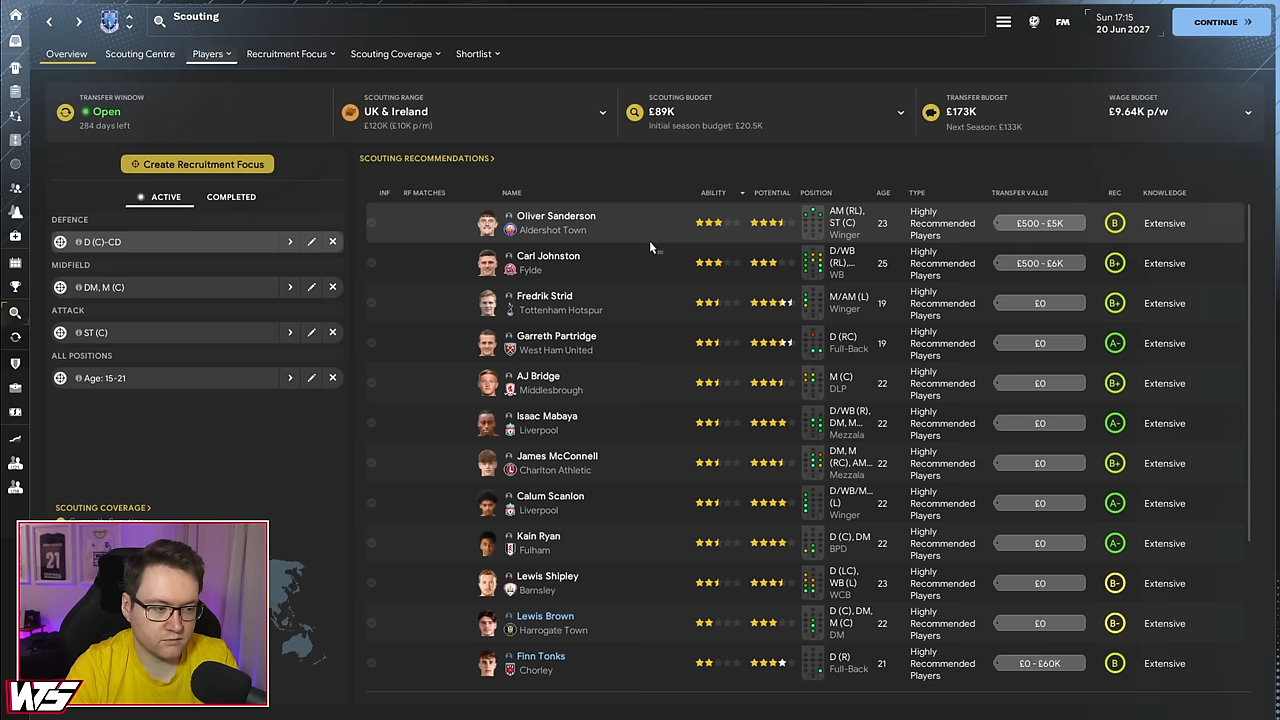 Scouting
FM
Sun 17:15
20 Jun 2027
CONTINUE
Overview
Scouting Centre
Players
Recruitment Focus
Scouting Coverage
Shortlist
TRANSFER WINDOW
Open
284 days left
SCOUTING RANGE
UK & Ireland
£120K (£10K p/m)
SCOUTING BUDGET
£89K
Initial season budget: £20.5K
TRANSFER BUDGET
£173K
Next Season: £133K
WAGE BUDGET
£9.64K p/w
Create Recruitment Focus
ACTIVE
COMPLETED
DEFENCE
D (C)-CD
MIDFIELD
DM, M (C)
ATTACK
ST (C)
ALL POSITIONS
Age: 15-21
SCOUTING COVERAGE >
21
WTS
SCOUTING RECOMMENDATIONS >
INF RF MATCHES NAME ABILITY POTENTIAL POSITION AGE TYPE TRANSFER VALUE REC KNOWLEDGE
Oliver Sanderson
Aldershot Town
AM (RL),
ST (C)
Winger
23
Highly
Recommended
Players
£500 - £5K
B
Extensive
Carl Johnston
Fylde
D/WB
(RL),...
WB
25
Highly
Recommended
Players
£500 - £6K
B+
Extensive
Fredrik Strid
Tottenham Hotspur
M/AM (L)
Winger
19
Highly
Recommended
Players
£0
B+
Extensive
Garreth Partridge
West Ham United
D (RC)
Full-Back
19
Highly
Recommended
Players
£0
A-
Extensive
AJ Bridge
Middlesbrough
M (C)
DLP
22
Highly
Recommended
Players
£0
B+
Extensive
Isaac Mabaya
Liverpool
D/WB (R),
DM, M...
Mezzala
22
Highly
Recommended
Players
£0
A-
Extensive
James McConnell
Charlton Athletic
DM, M
(RC), AM...
Mezzala
22
Highly
Recommended
Players
£0
B+
Extensive
Calum Scanlon
Liverpool
D/WB/M...
(L)
Winger
22
Highly
Recommended
Players
£0
A-
Extensive
Kain Ryan
Fulham
D (C), DM
BPD
22
Highly
Recommended
Players
£0
A-
Extensive
Lewis Shipley
Barnsley
D (LC),
WB (L)
WCB
23
Highly
Recommended
Players
£0
B-
Extensive
Lewis Brown
Harrogate Town
D (C), DM,
M (C)
DM
22
Highly
Recommended
Players
£0
B-
Extensive
Finn Tonks
Chorley
D (R)
Full-Back
21
Highly
Recommended
Players
£0 - £60K
B
Extensive